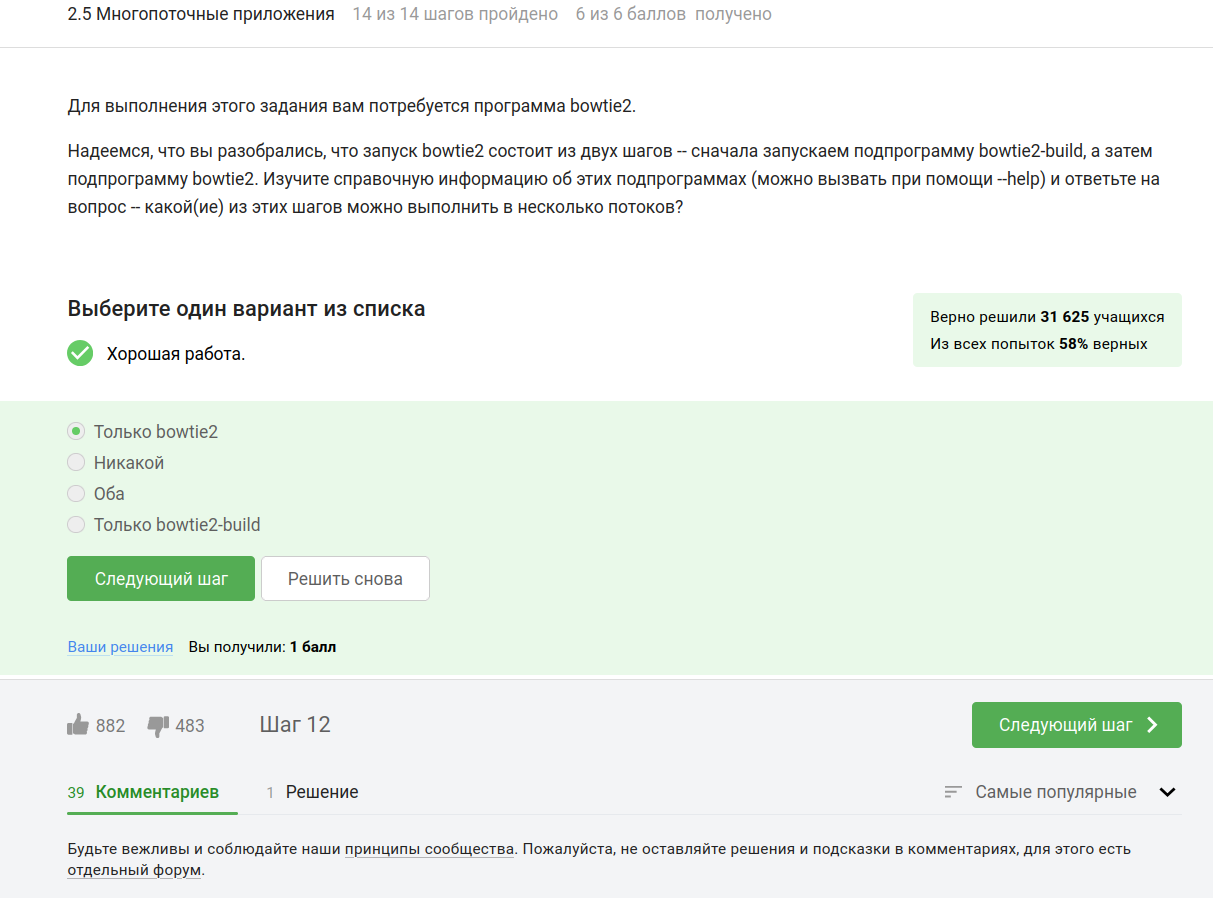 2.5 Многопоточные приложения 14 из 14 шагов пройдено 6 из 6 баллов получено
Для выполнения этого задания вам потребуется программа bowtie2.
Надеемся, что вы разобрались, что запуск bowtie2 состоит из двух шагов -- сначала запускаем подпрограмму bowtie2-build, а затем
подпрограмму bowtie2. Изучите справочную информацию об этих подпрограммах (можно вызвать при помощи --help) и ответьте на
вопрос -- какой(ие) из этих шагов можно выполнить в несколько потоков?
Выберите один вариант из списка
Хорошая работа.
Верно решили 31 625 учащихся
Из всех попыток 58% верных
Только bowtie2
Никакой
Оба
Только bowtie2-build
Следующий шаг Решить снова
Ваши решения Вы получили: 1 балл
882 483 Шаг 12 Следующий шаг
39 Комментариев 1 Решение Самые популярные
Будьте вежливы и соблюдайте наши принципы сообщества. Пожалуйста, не оставляйте решения и подсказки в комментариях, для этого есть
отдельный форум.